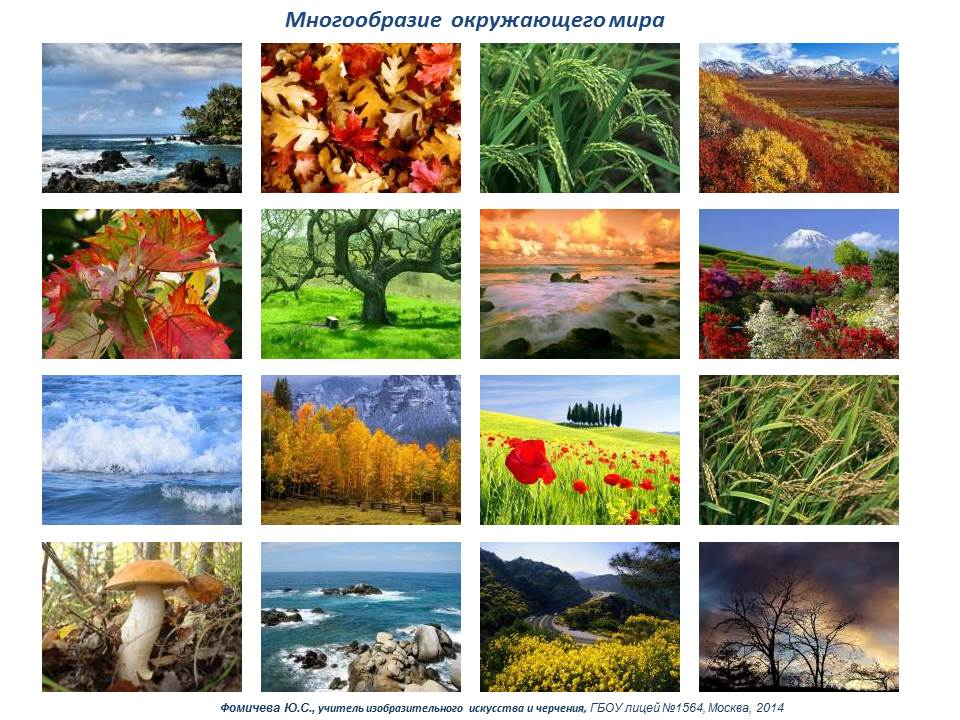 Многообразие окружающего мира
Фомичева Ю.С., учитель изобразительного искусства и черчения, ГБОУ лицей №1564, Москва, 2014